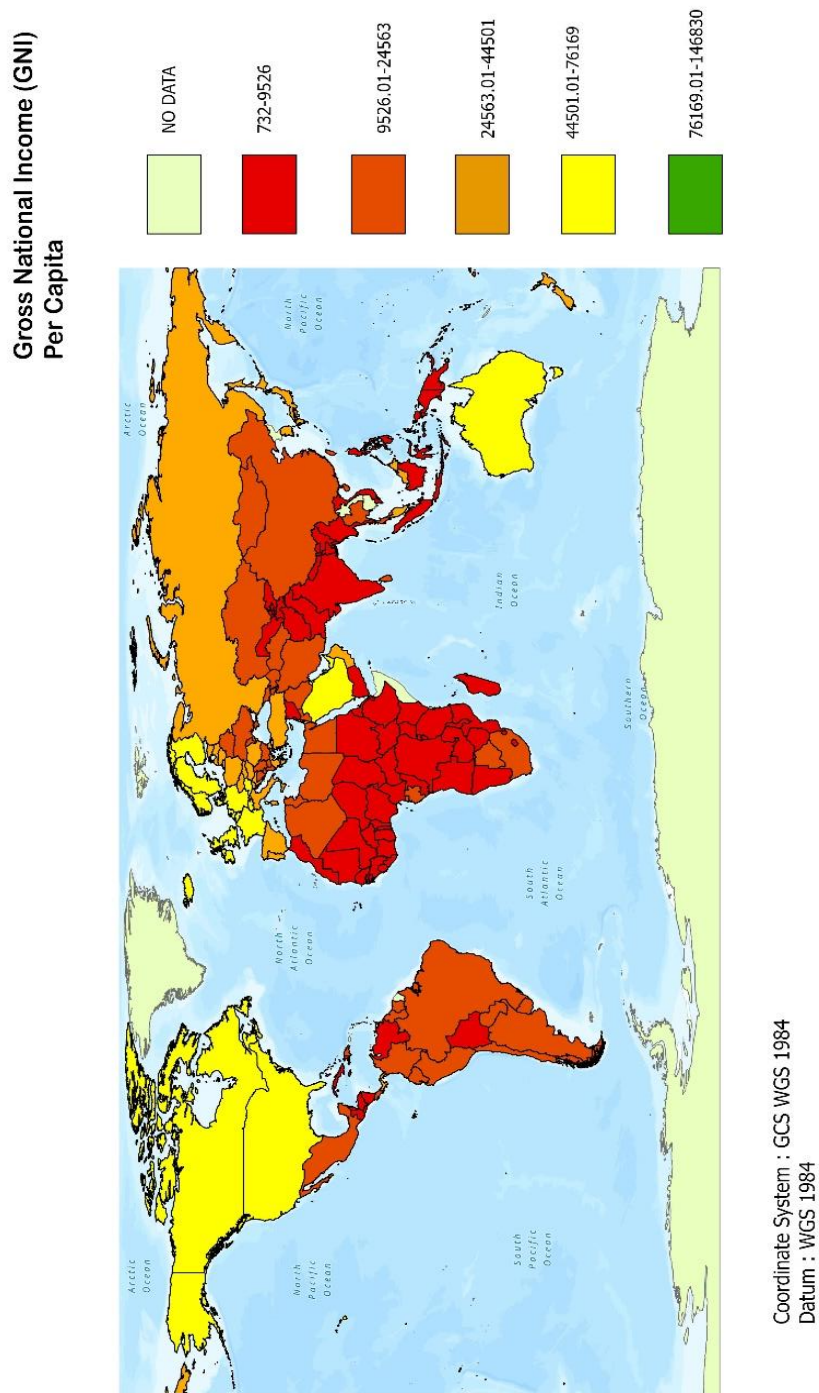 Gross National Income (GNI)
Per Capita
NO DATA
732-9526
9526.01-24563
24563.01-44501
44501.01-76169
76169.01-146830
Arctic
Ocean
Arctic
Ocean
North
Pacific
Ocean
North
Atlantic
Ocean
North
Pacific
Ocean
South
Pacific
Ocean
South
Atlantic
Ocean
Indian
Ocean
Southern
Ocean
Coordinate System : GCS WGS 1984
Datum : WGS 1984